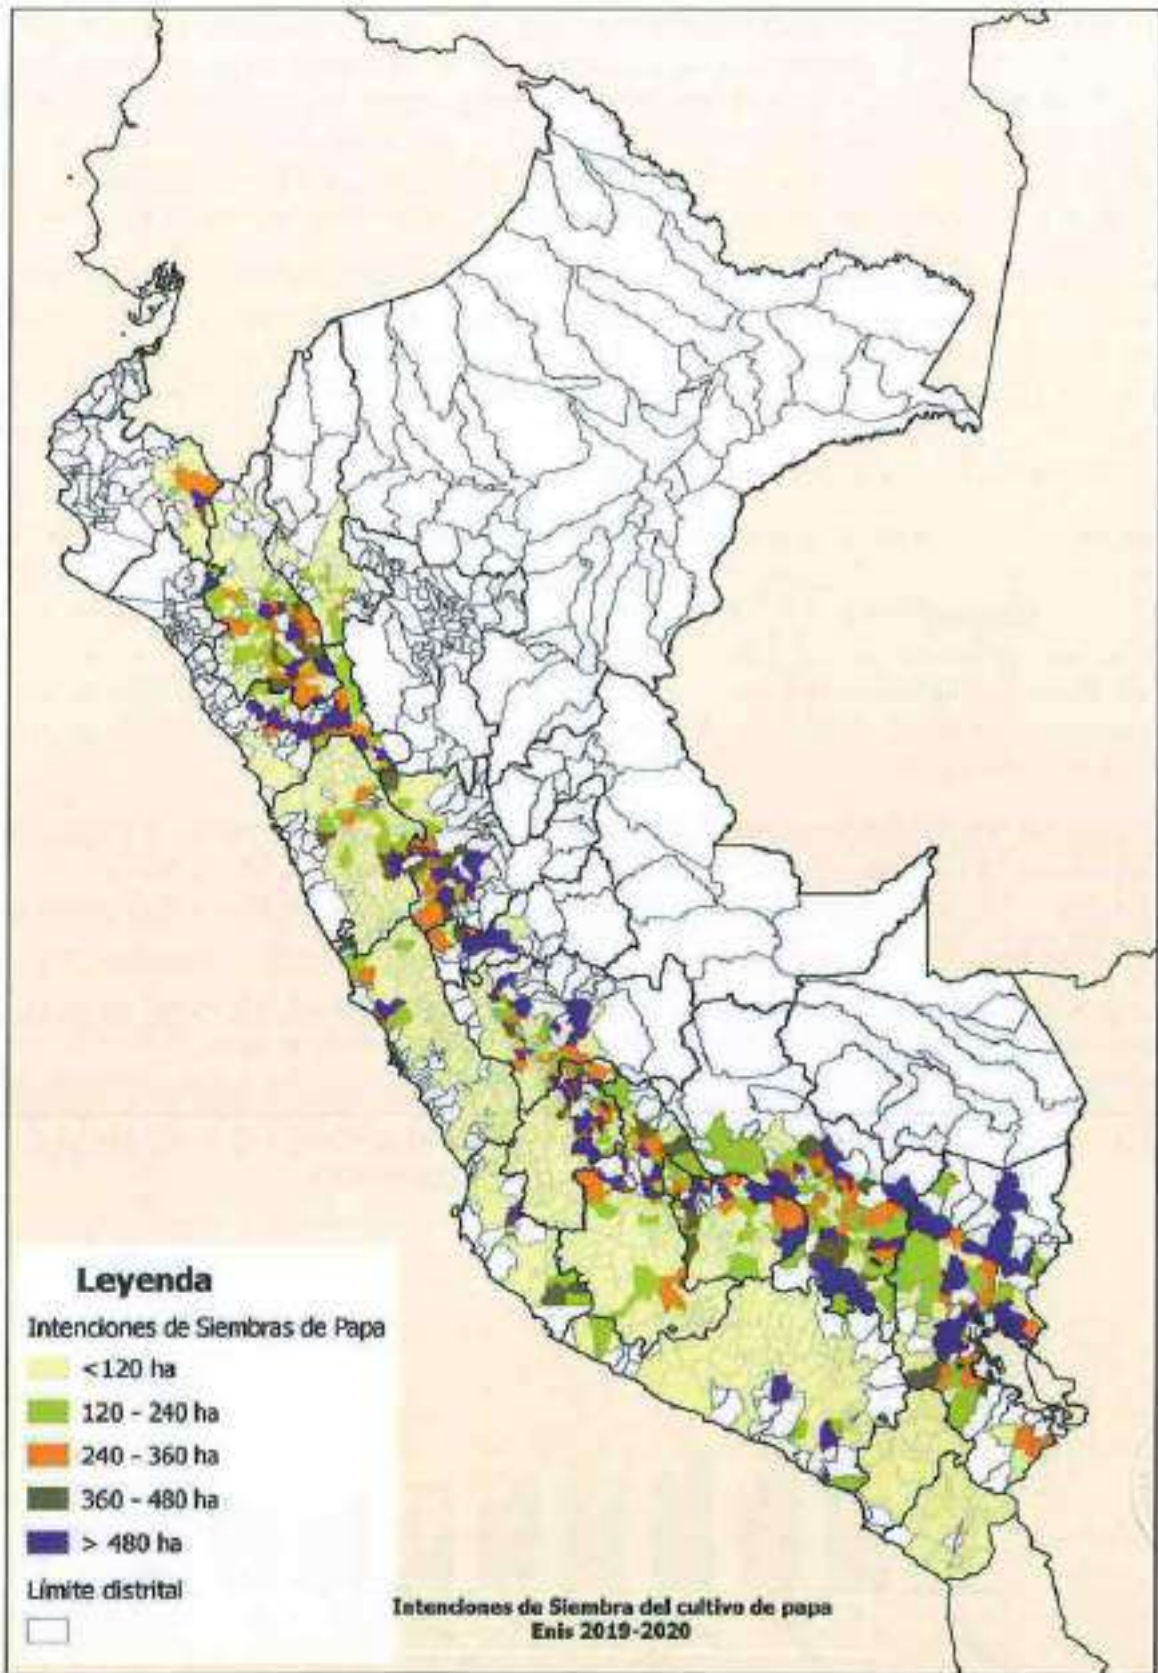 Leyenda
Intenciones de Siembras de Papa
<120 ha
120 - 240 ha
240 - 360 ha
360 - 480 ha
> 480 ha
Límite distrital
Intenciones de Siembra del cultivo de papa
Enis 2019-2020